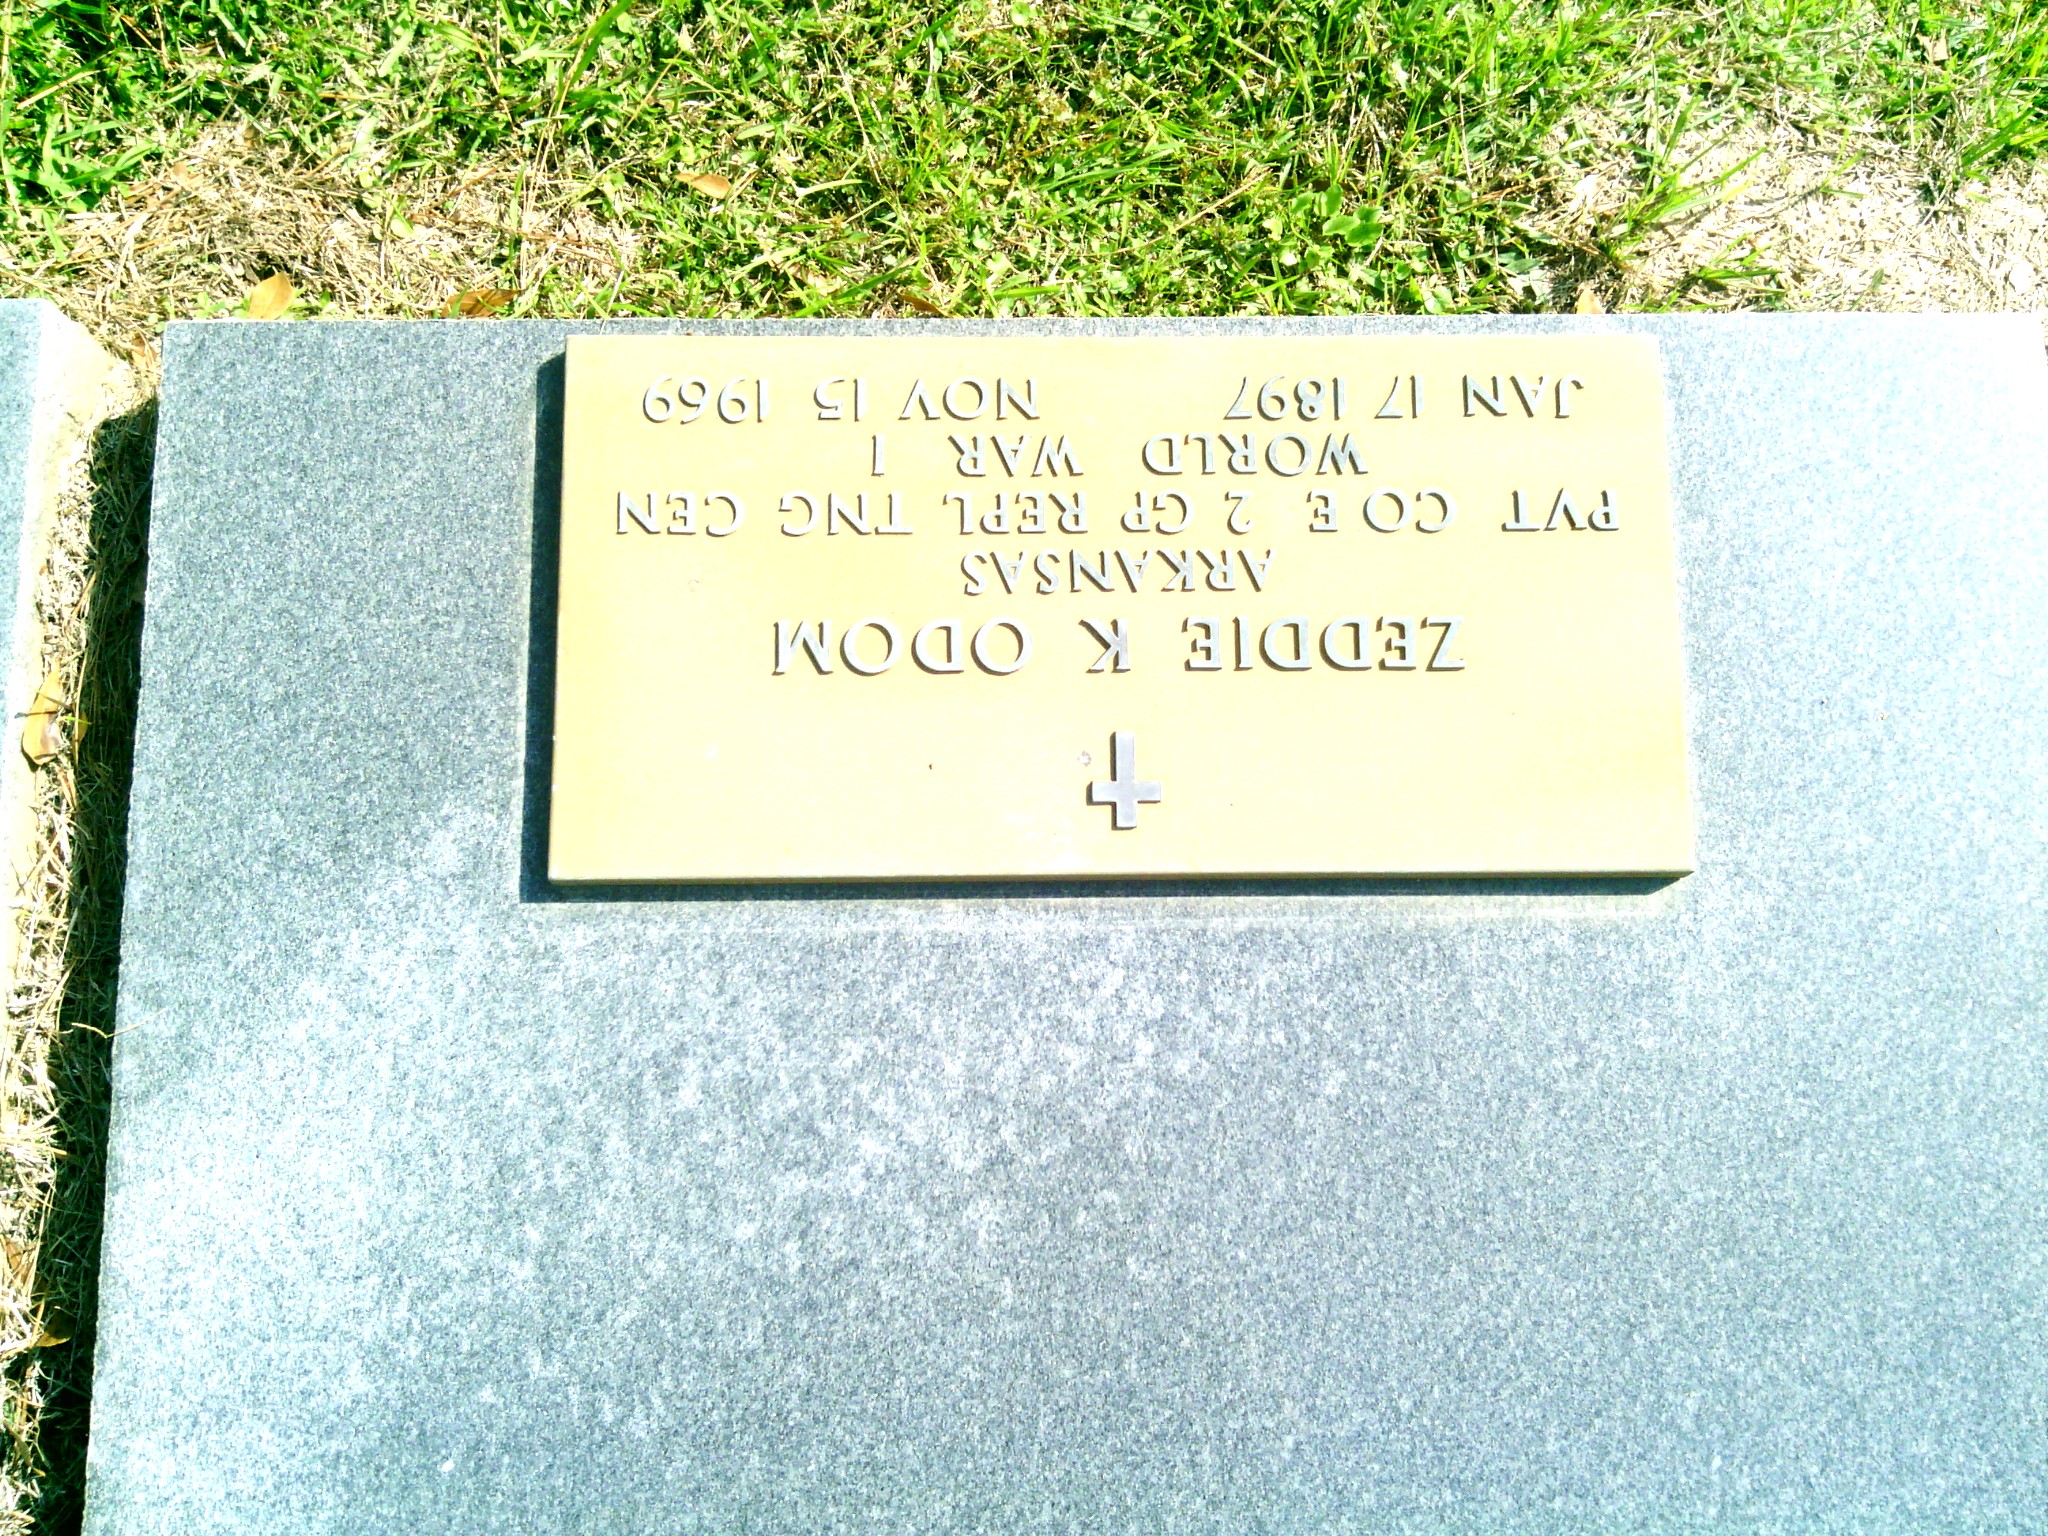 ZEDDIE K ODOM
ARKANSAS
PVT CO E 2 GP REPL TNG CEN
WORLD WAR I
JAN 17 1897 NOV 15 1969